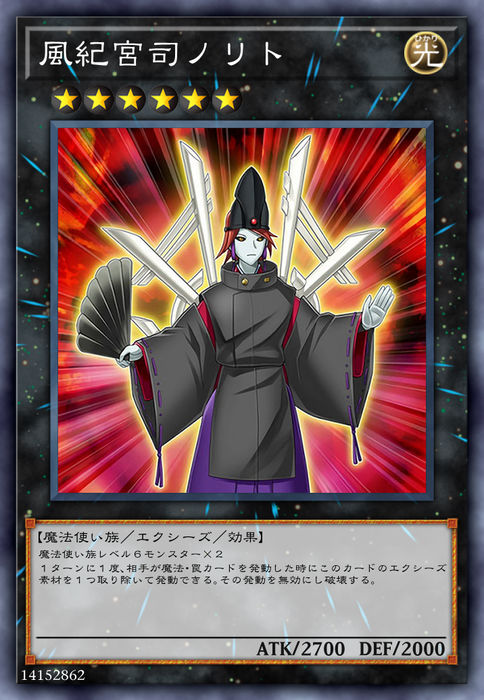 風紀宮司ノリト
ひかり
光
【魔法使い族／エクシーズ／効果】
魔法使い族レベル６モンスター×２
１ターンに１度、相手が魔法・罠カードを発動した時にこのカードのエクシーズ
素材を１つ取り除いて発動できる。その発動を無効にし破壊する。
ATK/2700 DEF/2000
14152862